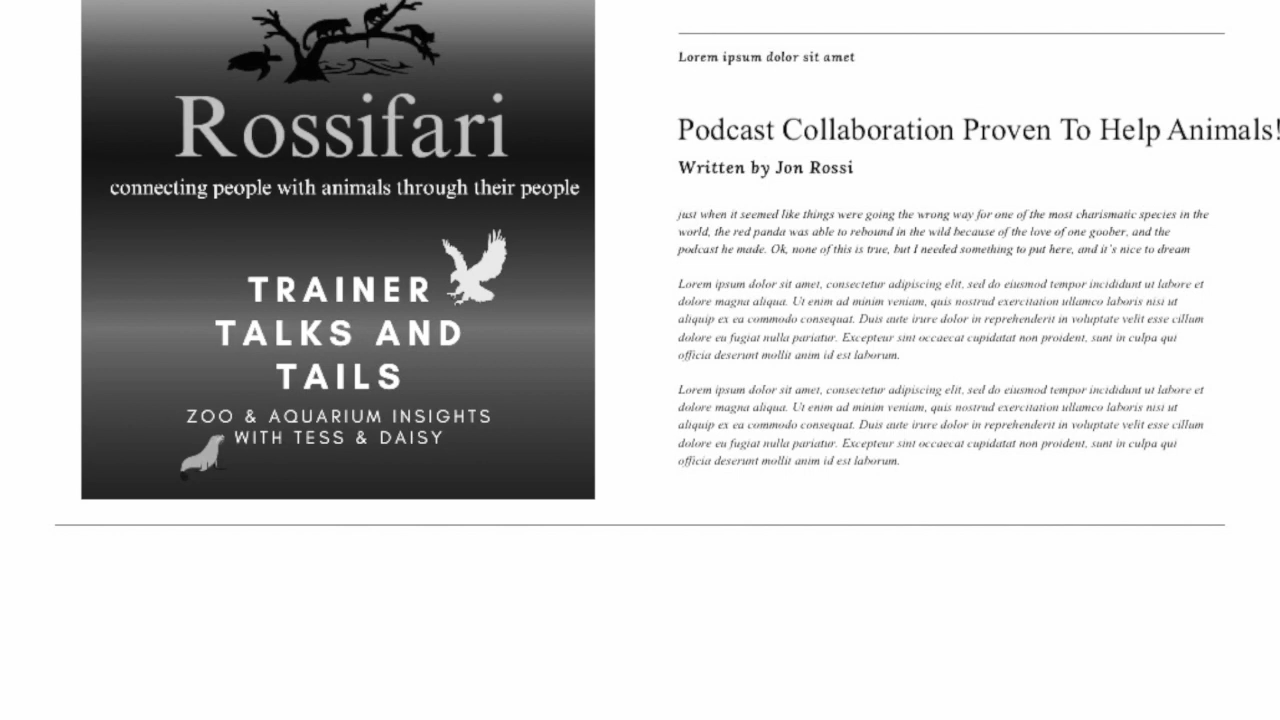 Rossifari
connecting people with animals through their people
TRAINER
TALKS AND
TAILS
ZOO & AQUARIUM INSIGHTS
WITH TESS & DAISY
Lorem ipsum dolor sit amet
Podcast Collaboration Proven To Help Animals!
Written by Jon Rossi
just when it seemed like things were going the wrong way for one of the most charismatic species in the
world, the red panda was able to rebound in the wild because of the love of one goober, and the
podcast he made. Ok, none of this is true, but I needed something to put here, and it's nice to dream
Lorem ipsum dolor sit amet, consectetur adipiscing elit, sed do eiusmod tempor incididunt ut labore et
dolore magna aliqua. Ut enim ad minim veniam, quis nostrud exercitation ullamco laboris nisi ut
aliquip ex ea commodo consequat. Duis aute irure dolor in reprehenderit in voluptate velit esse cillum
dolore eu fugiat nulla pariatur. Excepteur sint occaecat cupidatat non proident, sunt in culpa qui
officia deserunt mollit anim id est laborum.
Lorem ipsum dolor sit amet, consectetur adipiscing elit, sed do eiusmod tempor incididunt ut labore et
dolore magna aliqua. Ut enim ad minim veniam, quis nostrud exercitation ullamco laboris nisi ut
aliquip ex ea commodo consequat. Duis aute irure dolor in reprehenderit in voluptate velit esse cillum
dolore eu fugiat nulla pariatur. Excepteur sint occaecat cupidatat non proident, sunt in culpa qui
officia deserunt mollit anim id est laborum.